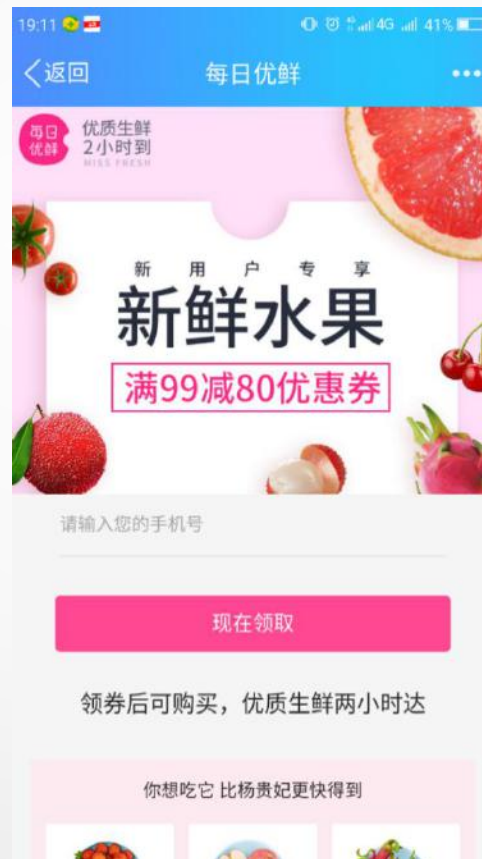 19:11 4G 41%
返回 每日优鲜
每日 优质生鲜
优鲜 2小时到
MISS FRESH
新用户专享
新鲜水果
满99减80优惠券
请输入您的手机号
现在领取
领券后可购买，优质生鲜两小时达
你想吃它 比杨贵妃更快得到